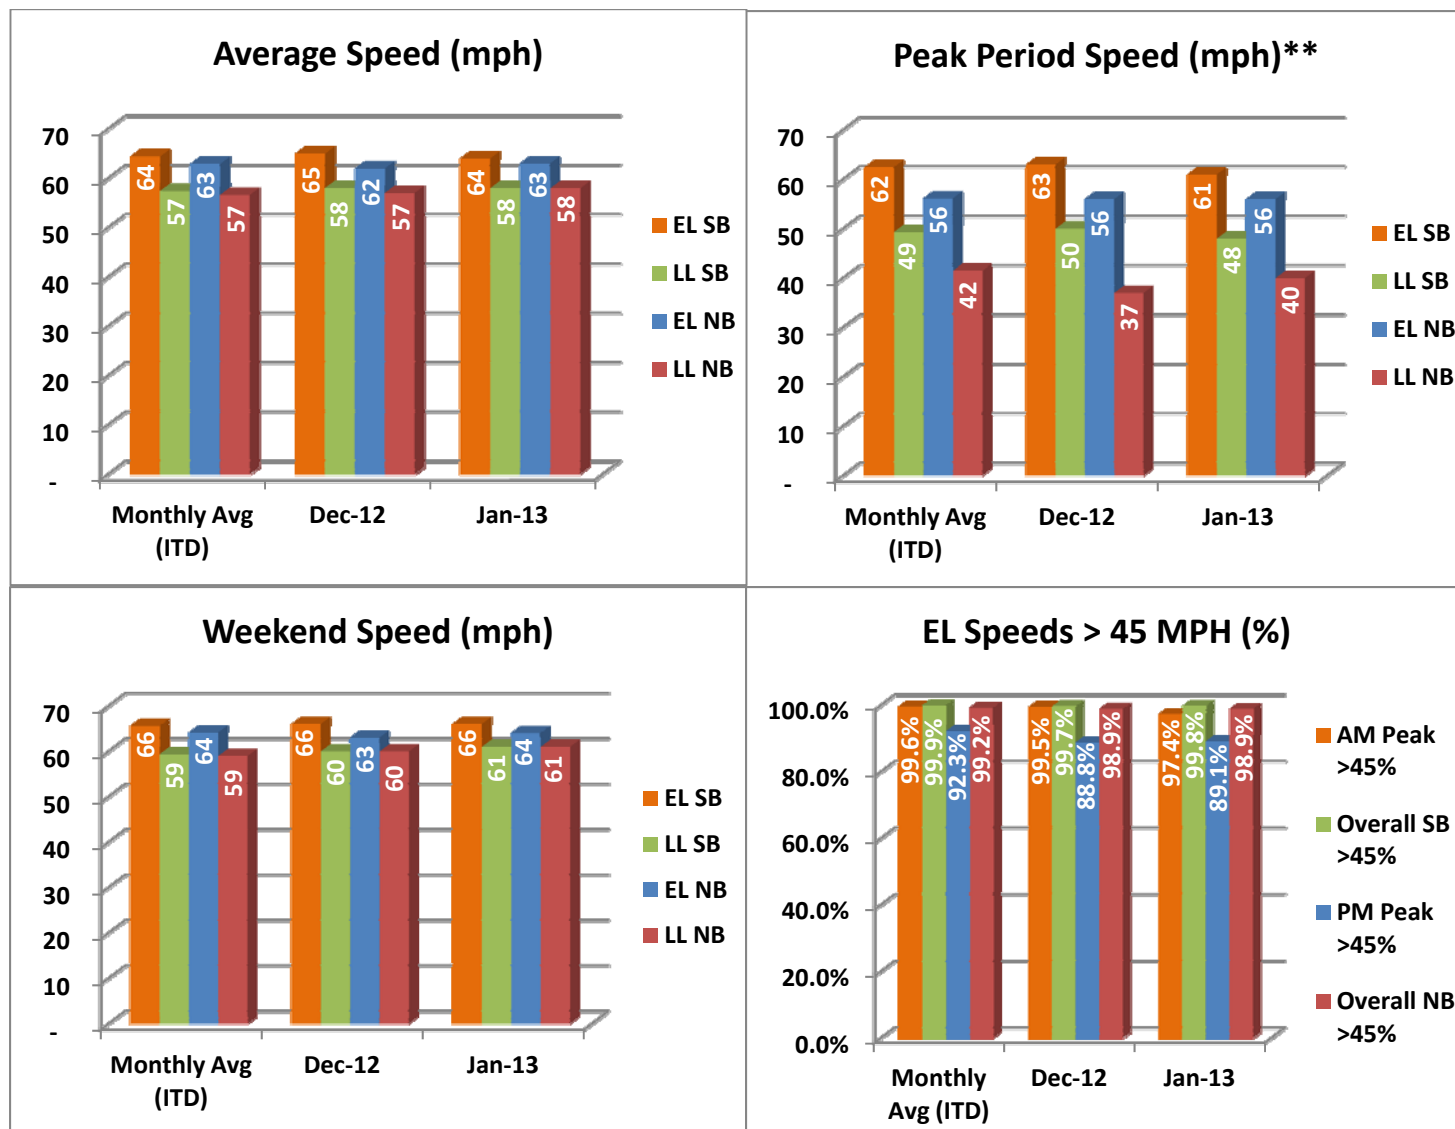 Average Speed (mph)
70
60
50
40
30
20
10
-
64
57
63
57
65
58
62
57
64
58
63
58
Monthly Avg
(ITD)
Dec-12
Jan-13
EL SB
LL SB
EL NB
LL NB
Peak Period Speed (mph)**
70
60
50
40
30
20
10
-
62
49
56
42
63
50
56
37
61
48
56
40
Monthly Avg
(ITD)
Dec-12
Jan-13
EL SB
LL SB
EL NB
LL NB
Weekend Speed (mph)
70
60
50
40
30
20
10
-
66
59
64
59
66
60
63
60
66
61
64
61
Monthly Avg
(ITD)
Dec-12
Jan-13
EL SB
LL SB
EL NB
LL NB
EL Speeds > 45 MPH (%)
100.0%
80.0%
60.0%
40.0%
20.0%
0.0%
99.6%
99.9%
92.3%
99.2%
99.5%
99.7%
88.8%
98.9%
97.4%
99.8%
89.1%
98.9%
Monthly
Avg (ITD)
Dec-12
Jan-13
AM Peak
>45%
Overall SB
>45%
PM Peak
>45%
Overall NB
>45%